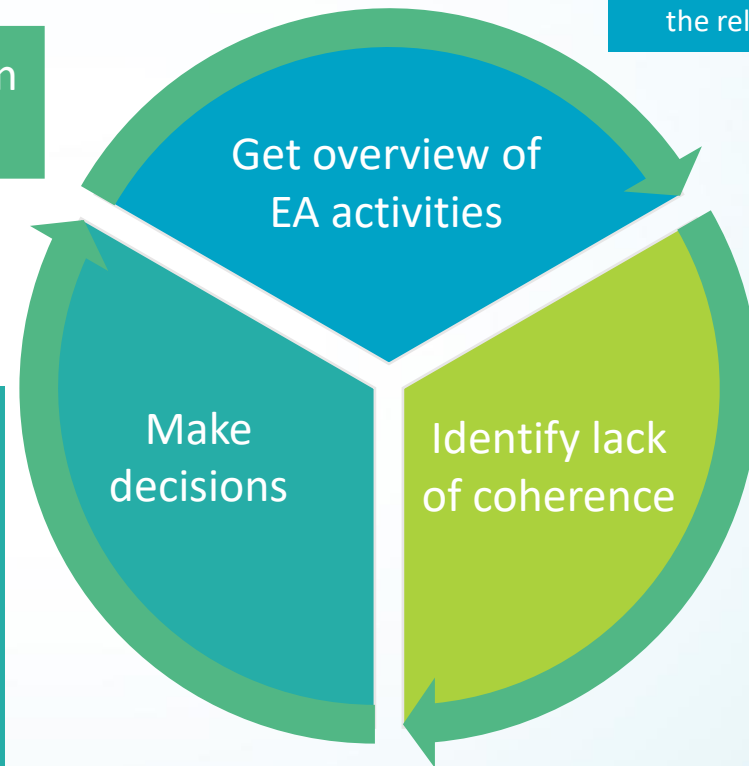 the rel
Get overview of
EA activities
Make
decisions
Identify lack
of coherence